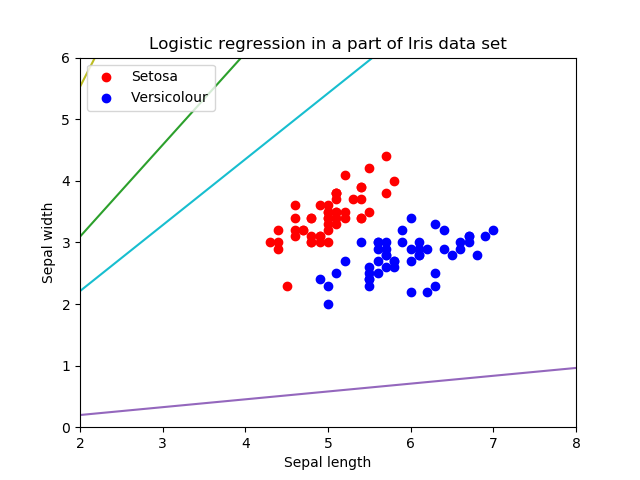 Logistic regression in a part of Iris data set
Setosa
Versicolour
6
5
4
3
2
1
0
Sepal width
2 3 4 5 6 7 8
Sepal length